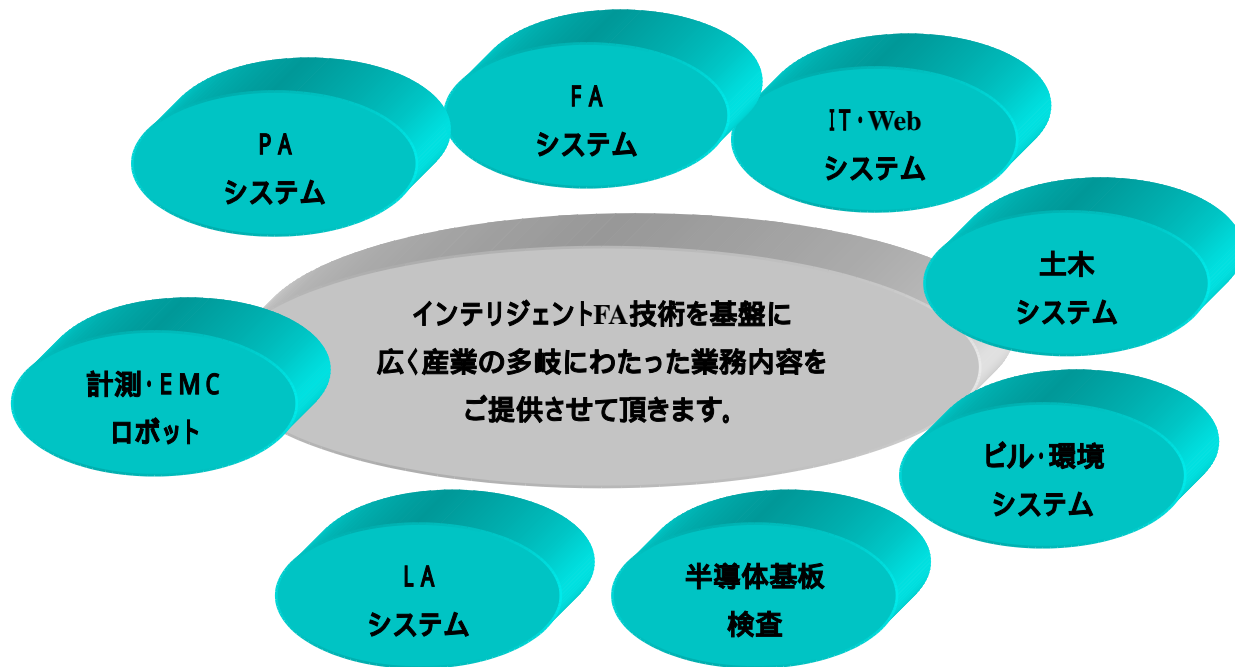 FA
システム
PA
システム
IT・Web
システム
土木
システム
インテリジェントFA技術を基盤に
広く産業の多岐にわたった業務内容を
ご提供させて頂きます。
計測・EMC
ロボット
ビル・環境
システム
LA
システム
半導体基板
検査